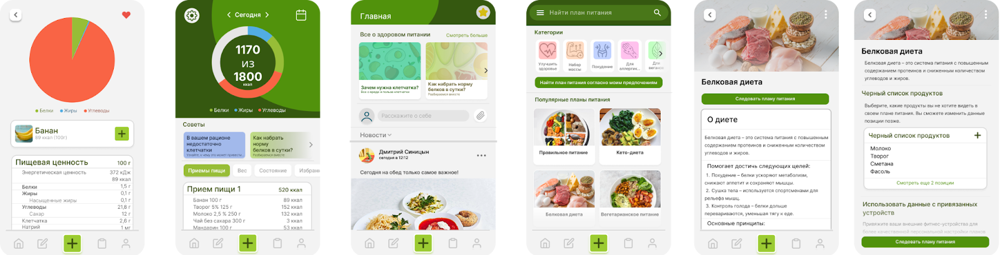 Белки Жиры Углеводы
Банан
89 ккал (100г)
Пищевая ценность 100 г
Энергетическая ценность 372 кДж
89 ккал
Белки 1,5 г
Жиры 0,1 г
Насыщенные жиры 0,1 г
Углеводы 21,8 г
Сахар 12 г
Клетчатка 2,6 г
Натрий 1 мг
Сегодня
1170
ИЗ
1800
ккал
Белки Жиры Углеводы
Советы
В вашем рационе
недостаточно
клетчатки
Узнайте, к чему это может привести...
Как набрать
норму
белков в сутки?
Разбираемся вместе
Приемы пищи Вес Состояние Избранн
Прием пищи 1 520 ккал
Банан 100 г 89 ккал
Творог 5% 125 г 152 ккал
Молоко 2,5 % 250 г 132 ккал
Чай без сахара 300 г 3 ккал
Мандарин 100 г 53 ккал
Главная
Все о здоровом питании Смотреть больше
Зачем нужна клетчатка?
Все о вреде и пользе клетчатки
Как набрать норму
белков в сутки?
Разбираемся вместе
Расскажите о себе
Новости
Дмитрий Синицын
сегодня в 12:12
Сегодня на обед только самое важное!
Найти план питания
Категории
Улучшить
здоровье
Набор
массы
Похудение
Для
аллергик...
Для
веганов
Найти план питания согласно моим предпочениям
Популярные планы питания
Правильное питание
Кето-диета
Белковая диета
Вегетарианское питание
Белковая диета
Следовать плану питания
О диете
Белковая диета – это система питания с повышенным
содержанием протеинов и сниженным количеством
углеводов и жиров.
Помогает достичь следующих целей:
1. Похудение – белки ускоряют метаболизм,
снижают аппетит и сохраняют мышцы.
2. Сушка тела – используется спортсменами для
рельефа мышц.
3. Контроль голода – белки дольше
перевариваются, уменьшая тягу к еде.
Основные принципы:
Белковая диета
Белковая диета – это система питания с повышенным
содержанием протеинов и сниженным количеством
углеводов и жиров.
Черный список продуктов
Выберите, какие продукты вы не хотите видеть в
своем плане питания. Вы сможете изменить данные
позиции позже.
Черный список продуктов
Молоко
Творог
Сметана
Фасоль
Смотреть еще 2 позиции
Использовать данные с привязанных
устройств
Привяжите ваши внешние фитнес-устройства для
более качественной персональной настройки планов
Следовать плану питания